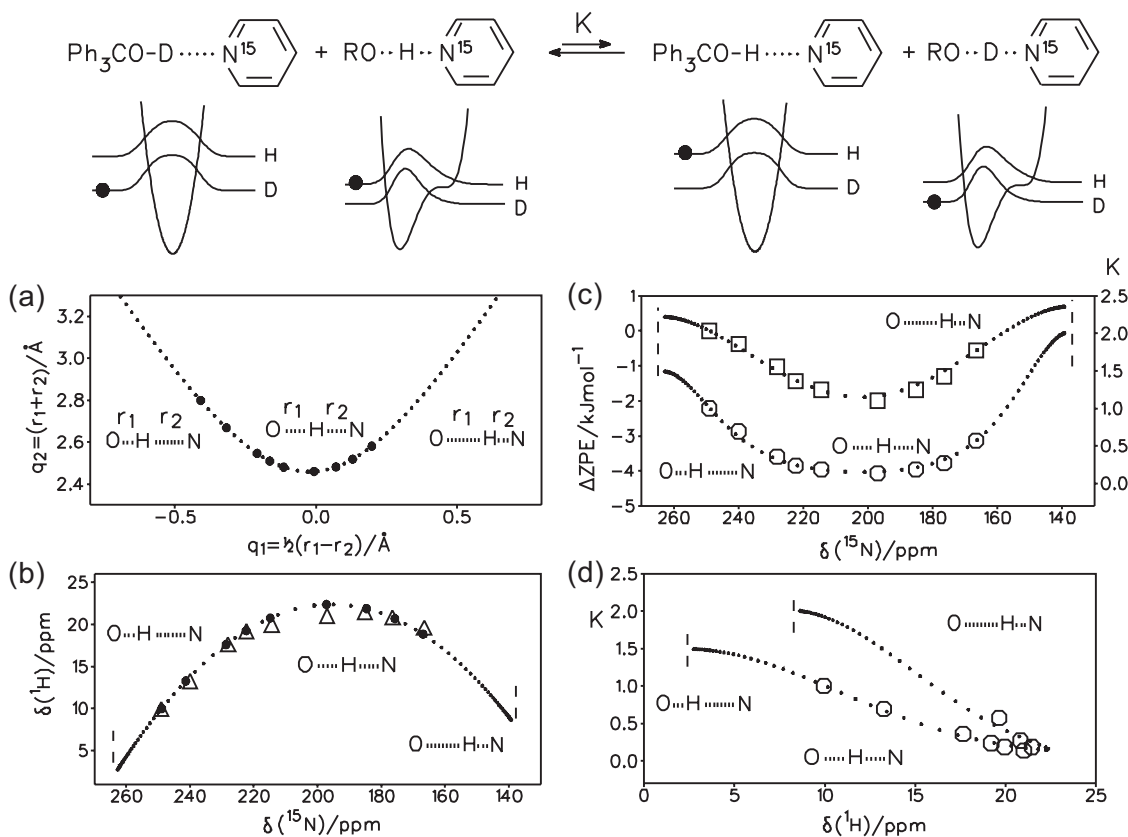 K
Ph₃CO-D ······ N¹⁵ + RO ·· H ·· N¹⁵ ⇌ Ph₃CO-H ······ N¹⁵ + RO ·· D ·· N¹⁵
H
D
H
D
H
D
H
D
(a)
q₂=(r₁+r₂)/Å
3.2
3.0
2.8
2.6
2.4
r₁ r₂
O···H······N
r₁ r₂
O····H····N
r₁ r₂
O······H···N
-0.5 0.0 0.5
q₁=½(r₁-r₂)/Å
(c)
K
ΔZPE/kJmol⁻¹
1
0
-1
-2
-3
-4
-5
2.5
2.0
1.5
1.0
0.5
0.0
O······H···N
O····H····N
O···H······N
260 240 220 200 180 160 140
δ(¹⁵N)/ppm
(b)
δ(¹H)/ppm
25
20
15
10
5
O···H······N
O····H····N
O······H···N
260 240 220 200 180 160 140
δ(¹⁵N)/ppm
(d)
K
2.5
2.0
1.5
1.0
0.5
0.0
O······H···N
O···H······N
O····H····N
0 5 10 15 20 25
δ(¹H)/ppm